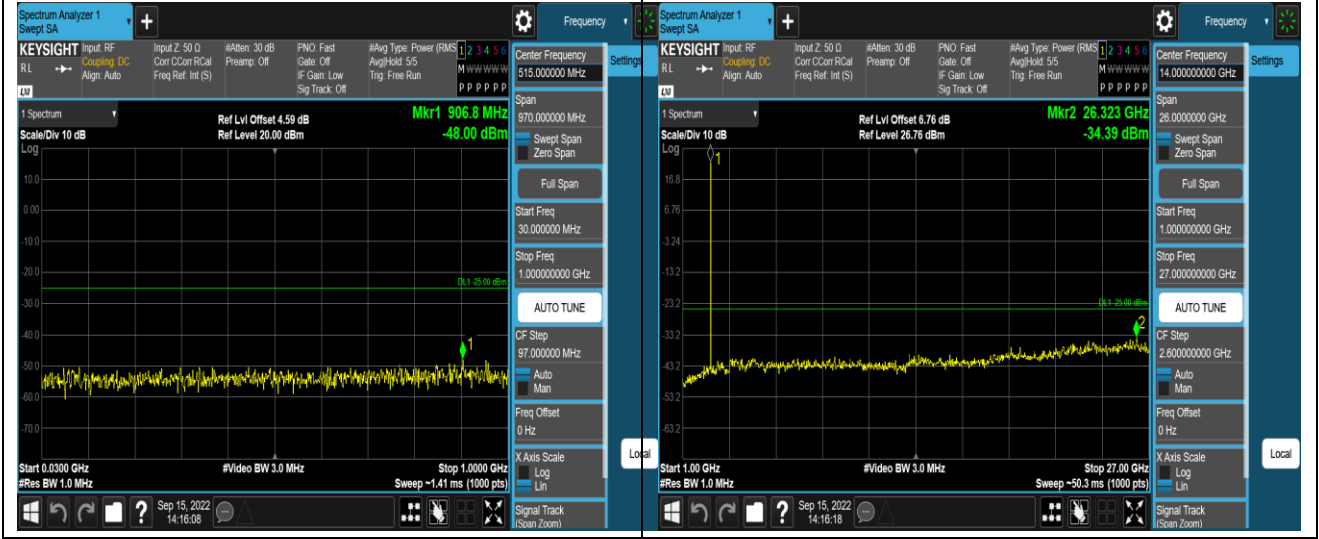 Spectrum Analyzer 1
Swept SA
Frequency
KEYSIGHT
RL
LXI
Input: RF
Coupling: DC
Align: Auto
Input Z: 50 Ω
Corr CCorr RCal
Freq Ref: Int (S)
#Atten: 30 dB
Preamp: Off
PNO: Fast
Gate: Off
IF Gain: Low
Sig Track: Off
#Avg Type: Power (RMS
Avg|Hold: 5/5
Trig: Free Run
1 2 3 4 5 6
M W W W W W
P P P P P P
1 Spectrum
Scale/Div 10 dB
Log
Ref Lvl Offset 4.59 dB
Ref Level 20.00 dBm
Mkr1 906.8 MHz
-48.00 dBm
10.0
0.00
-10.0
-20.0
DL1 -25.00 dBm
-30.0
-40.0
1
-50.0
-60.0
-70.0
Start 0.0300 GHz
#Res BW 1.0 MHz
#Video BW 3.0 MHz
Stop 1.0000 GHz
Sweep ~1.41 ms (1000 pts)
Sep 15, 2022
14:16:08
Center Frequency
515.000000 MHz
Settings
Span
970.000000 MHz
Swept Span
Zero Span
Full Span
Start Freq
30.000000 MHz
Stop Freq
1.000000000 GHz
AUTO TUNE
CF Step
97.000000 MHz
Auto
Man
Freq Offset
0 Hz
X Axis Scale
Log
Lin
Local
Signal Track
(Span Zoom)
Spectrum Analyzer 1
Swept SA
Frequency
KEYSIGHT
RL
LXI
Input: RF
Coupling: DC
Align: Auto
Input Z: 50 Ω
Corr CCorr RCal
Freq Ref: Int (S)
#Atten: 30 dB
Preamp: Off
PNO: Fast
Gate: Off
IF Gain: Low
Sig Track: Off
#Avg Type: Power (RMS
Avg|Hold: 5/5
Trig: Free Run
1 2 3 4 5 6
M W W W W W
P P P P P P
1 Spectrum
Scale/Div 10 dB
Log
Ref Lvl Offset 6.76 dB
Ref Level 26.76 dBm
Mkr2 26.323 GHz
-34.39 dBm
1
16.8
6.76
-3.24
-13.2
-23.2
DL1 -25.00 dBm
2
-33.2
-43.2
-53.2
-63.2
Start 1.00 GHz
#Res BW 1.0 MHz
#Video BW 3.0 MHz
Stop 27.00 GHz
Sweep ~50.3 ms (1000 pts)
Sep 15, 2022
14:16:18
Center Frequency
14.000000000 GHz
Settings
Span
26.0000000 GHz
Swept Span
Zero Span
Full Span
Start Freq
1.000000000 GHz
Stop Freq
27.000000000 GHz
AUTO TUNE
CF Step
2.600000000 GHz
Auto
Man
Freq Offset
0 Hz
X Axis Scale
Log
Lin
Local
Signal Track
(Span Zoom)